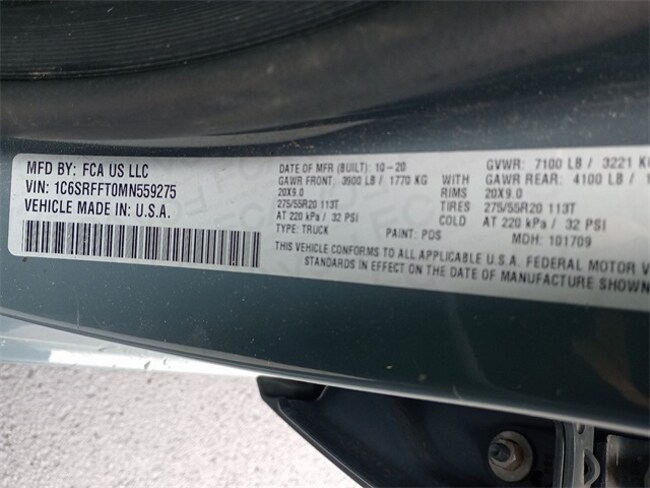 MFD BY: FCA US LLC
VIN: 1C6SRFFT0MN559275
VEHICLE MADE IN: U.S.A.
DATE OF MFR (BUILT): 10-20 GVWR: 7100 LB / 3221 KG
GAWR FRONT: 3900 LB / 1770 KG WITH GAWR REAR: 4100 LB /
20X9.0 RIMS 20X9.0
275/55R20 113T TIRES 275/55R20 113T
AT 220 kPa / 32 PSI COLD AT 220 kPa / 32 PSI
TYPE: TRUCK PAINT: PDS MDH: 101709
THIS VEHICLE CONFORMS TO ALL APPLICABLE U.S.A. FEDERAL MOTOR
STANDARDS IN EFFECT ON THE DATE OF MANUFACTURE SHOWN